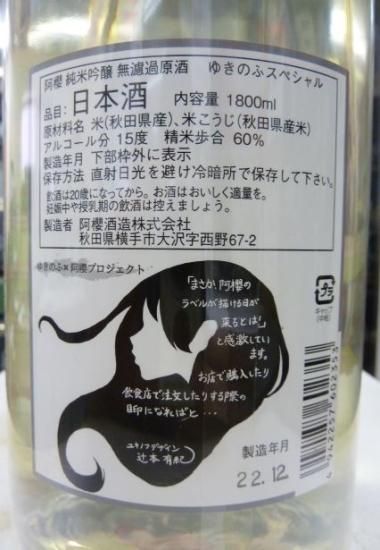 阿櫻 純米吟醸 無濾過原酒　ゆきのふスペシャル
品目：日本酒　内容量 1800ml
原材料名　米（秋田県産）、米こうじ（秋田県産米）
アルコール分 15度　精米歩合 60%
製造年月　下部枠外に表示
保存方法　直射日光を避け冷暗所で保存して下さい。
飲酒は20歳になってから。お酒はおいしく適量を。
妊娠中や授乳期の飲酒は控えましょう。
製造者　阿櫻酒造株式会社
秋田県横手市大沢字西野67-2
ゆきのふ×阿櫻プロジェクト
「まさか阿櫻の
ラベルが描ける日が
来るとは!」
と感激してい
ます。
お店で購入したり
飲食店で注文したりする際の
目印になればと…
ユキノフデザイン
辻本 有紀
プラ
キャップ
(中栓)
製造年月
22.12
4942257602353